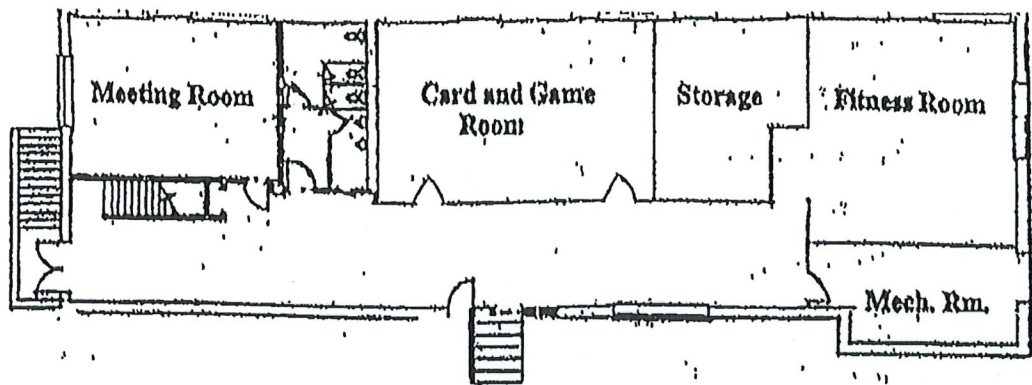 Meeting Room
Card and Game
Room
Storage
Fitness Room
Mech. Rm.